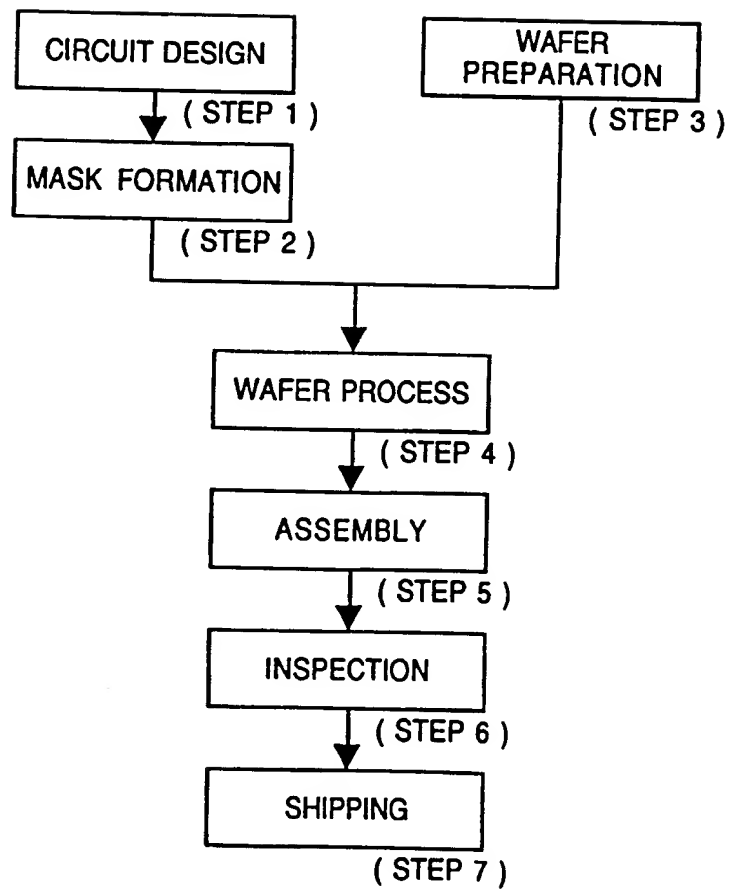 CIRCUIT DESIGN
( STEP 1 )
MASK FORMATION
( STEP 2 )
WAFER
PREPARATION
( STEP 3 )
WAFER PROCESS
( STEP 4 )
ASSEMBLY
( STEP 5 )
INSPECTION
( STEP 6 )
SHIPPING
( STEP 7 )